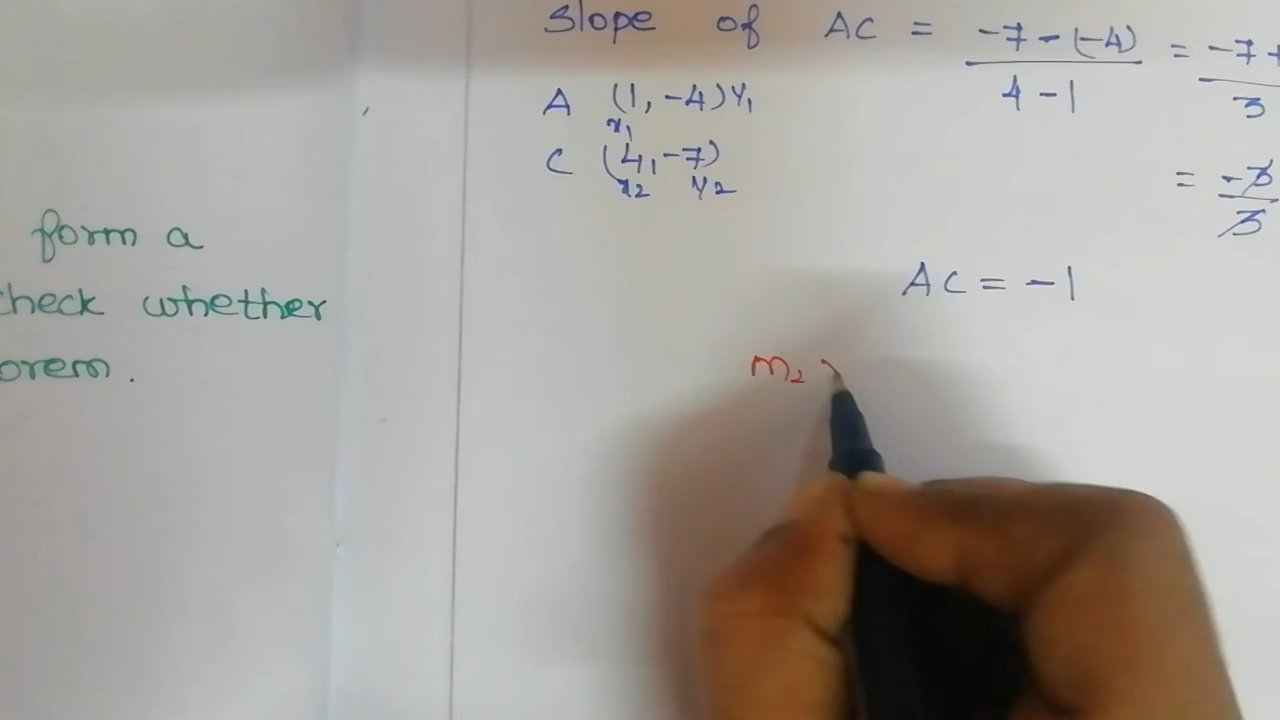 Slope of AC = -7-(-4) / 4-1 = -7+ / 3
A (1, -4) Y1
x1
C (4, -7)
x2 Y2
= -3 / 3
form a
check whether
AC = -1
orem.
m2 x